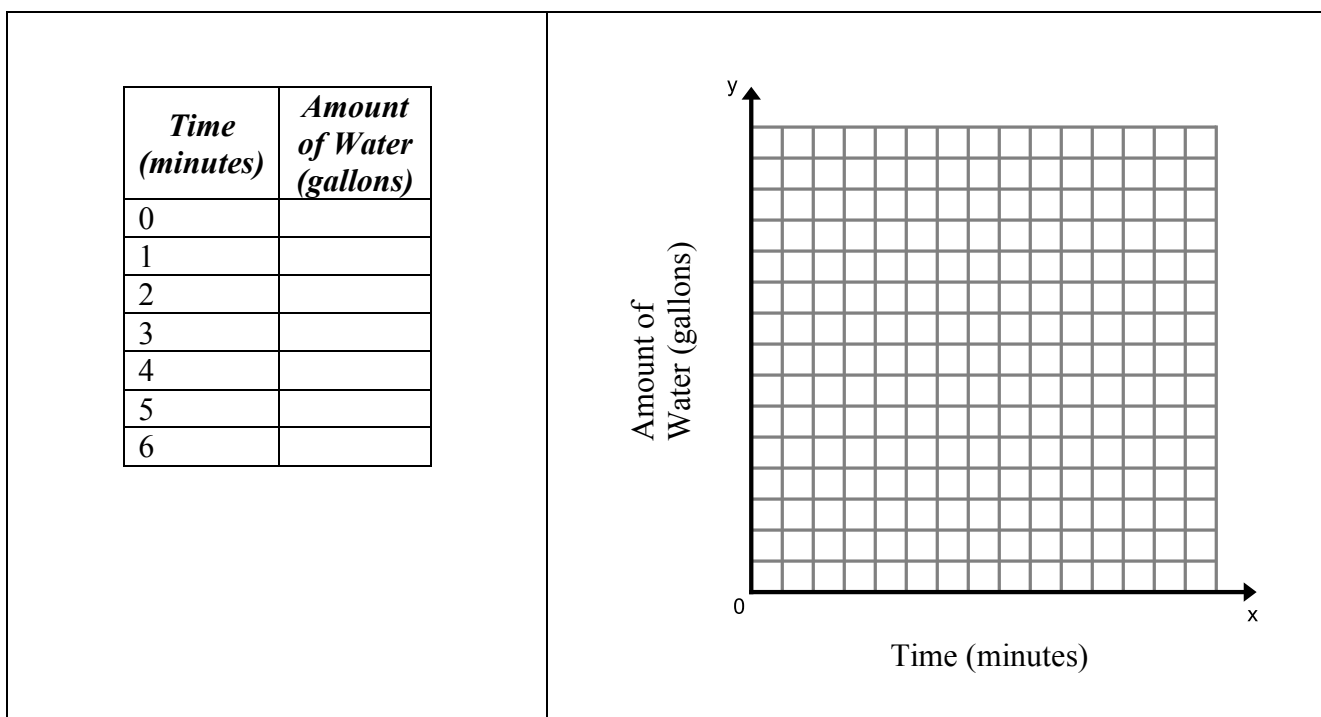 Time
(minutes)
Amount
of Water
(gallons)
0
1
2
3
4
5
6
y
Amount of
Water (gallons)
0
x
Time (minutes)